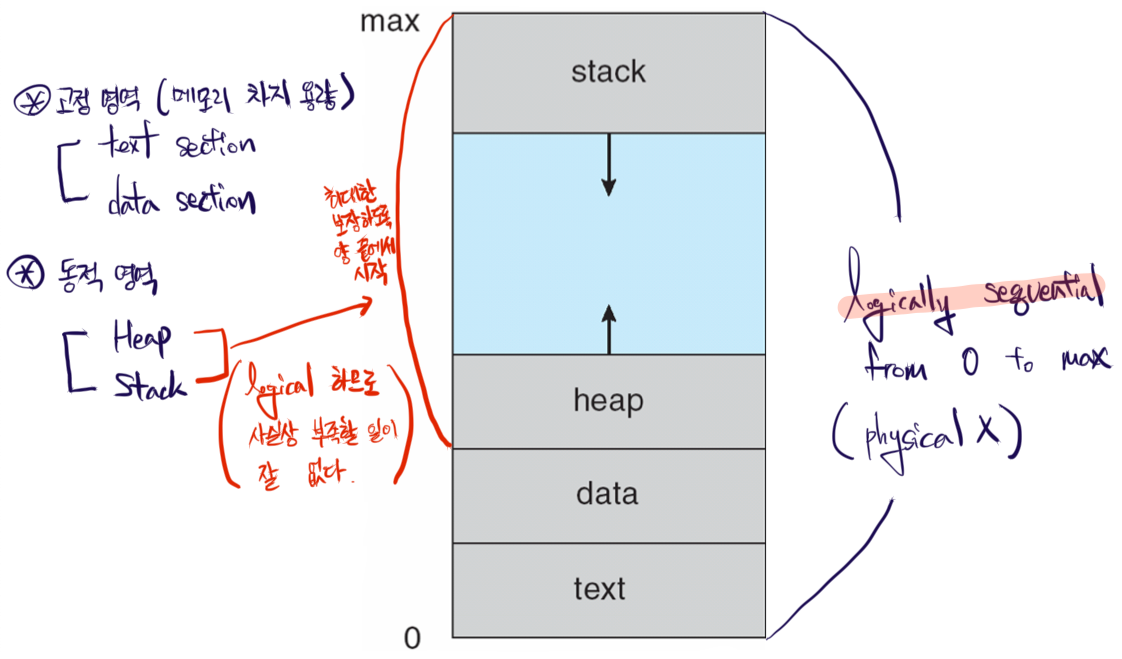 max
stack
heap
data
text
0
* 고정 영역 (메모리 차지 용량)
text section
data section
* 동적 영역
Heap
Stack
최대한
보장하도록
양 끝에서
시작
(logical 하므로
사실상 부족할 일이
잘 없다.)
logically sequential
from 0 to max
(physical X)